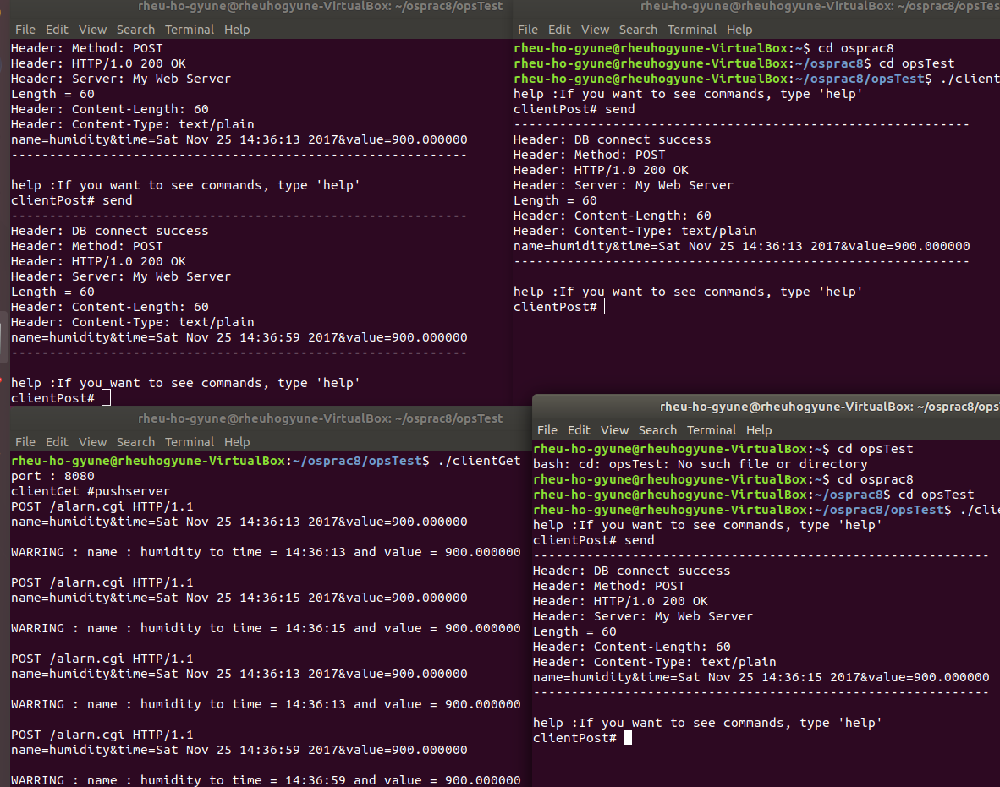 rheu-ho-gyune@rheuhogyune-VirtualBox: ~/osprac8/opsTest
File Edit View Search Terminal Help
Header: Method: POST
Header: HTTP/1.0 200 OK
Header: Server: My Web Server
Length = 60
Header: Content-Length: 60
Header: Content-Type: text/plain
name=humidity&time=Sat Nov 25 14:36:13 2017&value=900.000000
------------------------------------------------------------
help :If you want to see commands, type 'help'
clientPost# send
------------------------------------------------------------
Header: DB connect success
Header: Method: POST
Header: HTTP/1.0 200 OK
Header: Server: My Web Server
Length = 60
Header: Content-Length: 60
Header: Content-Type: text/plain
name=humidity&time=Sat Nov 25 14:36:59 2017&value=900.000000
------------------------------------------------------------
help :If you want to see commands, type 'help'
clientPost#
rheu-ho-gyune@rheuhogyune-VirtualBox: ~/osprac8/opsTes
File Edit View Search Terminal Help
rheu-ho-gyune@rheuhogyune-VirtualBox:~$ cd osprac8
rheu-ho-gyune@rheuhogyune-VirtualBox:~/osprac8$ cd opsTest
rheu-ho-gyune@rheuhogyune-VirtualBox:~/osprac8/opsTest$ ./client
help :If you want to see commands, type 'help'
clientPost# send
------------------------------------------------------------
Header: DB connect success
Header: Method: POST
Header: HTTP/1.0 200 OK
Header: Server: My Web Server
Length = 60
Header: Content-Length: 60
Header: Content-Type: text/plain
name=humidity&time=Sat Nov 25 14:36:13 2017&value=900.000000
------------------------------------------------------------
help :If you want to see commands, type 'help'
clientPost#
rheu-ho-gyune@rheuhogyune-VirtualBox: ~/osprac8/opsTest
File Edit View Search Terminal Help
rheu-ho-gyune@rheuhogyune-VirtualBox:~/osprac8/opsTest$ ./clientGet
port : 8080
clientGet #pushserver
POST /alarm.cgi HTTP/1.1
name=humidity&time=Sat Nov 25 14:36:13 2017&value=900.000000
WARRING : name : humidity to time = 14:36:13 and value = 900.000000
POST /alarm.cgi HTTP/1.1
name=humidity&time=Sat Nov 25 14:36:15 2017&value=900.000000
WARRING : name : humidity to time = 14:36:15 and value = 900.000000
POST /alarm.cgi HTTP/1.1
name=humidity&time=Sat Nov 25 14:36:13 2017&value=900.000000
WARRING : name : humidity to time = 14:36:13 and value = 900.000000
POST /alarm.cgi HTTP/1.1
name=humidity&time=Sat Nov 25 14:36:59 2017&value=900.000000
WARRING : name : humidity to time = 14:36:59 and value = 900.000000
rheu-ho-gyune@rheuhogyune-VirtualBox: ~/osprac8/ops
File Edit View Search Terminal Help
rheu-ho-gyune@rheuhogyune-VirtualBox:~$ cd opsTest
bash: cd: opsTest: No such file or directory
rheu-ho-gyune@rheuhogyune-VirtualBox:~$ cd osprac8
rheu-ho-gyune@rheuhogyune-VirtualBox:~/osprac8$ cd opsTest
rheu-ho-gyune@rheuhogyune-VirtualBox:~/osprac8/opsTest$ ./clie
help :If you want to see commands, type 'help'
clientPost# send
------------------------------------------------------------
Header: DB connect success
Header: Method: POST
Header: HTTP/1.0 200 OK
Header: Server: My Web Server
Length = 60
Header: Content-Length: 60
Header: Content-Type: text/plain
name=humidity&time=Sat Nov 25 14:36:15 2017&value=900.000000
------------------------------------------------------------
help :If you want to see commands, type 'help'
clientPost#